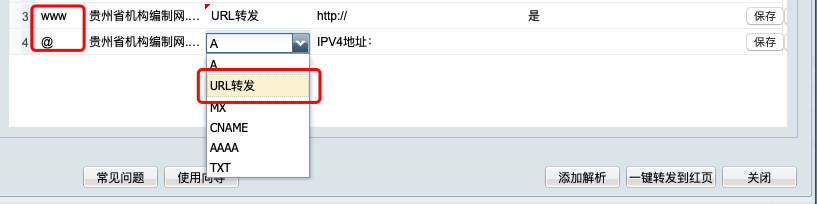 3 www 贵州省机构编制网.... URL转发 http:// 是 保存
4 @ 贵州省机构编制网.... A IPV4地址： 保存
A
URL转发
MX
CNAME
AAAA
TXT
常见问题 使用向导 添加解析 一键转发到红页 关闭